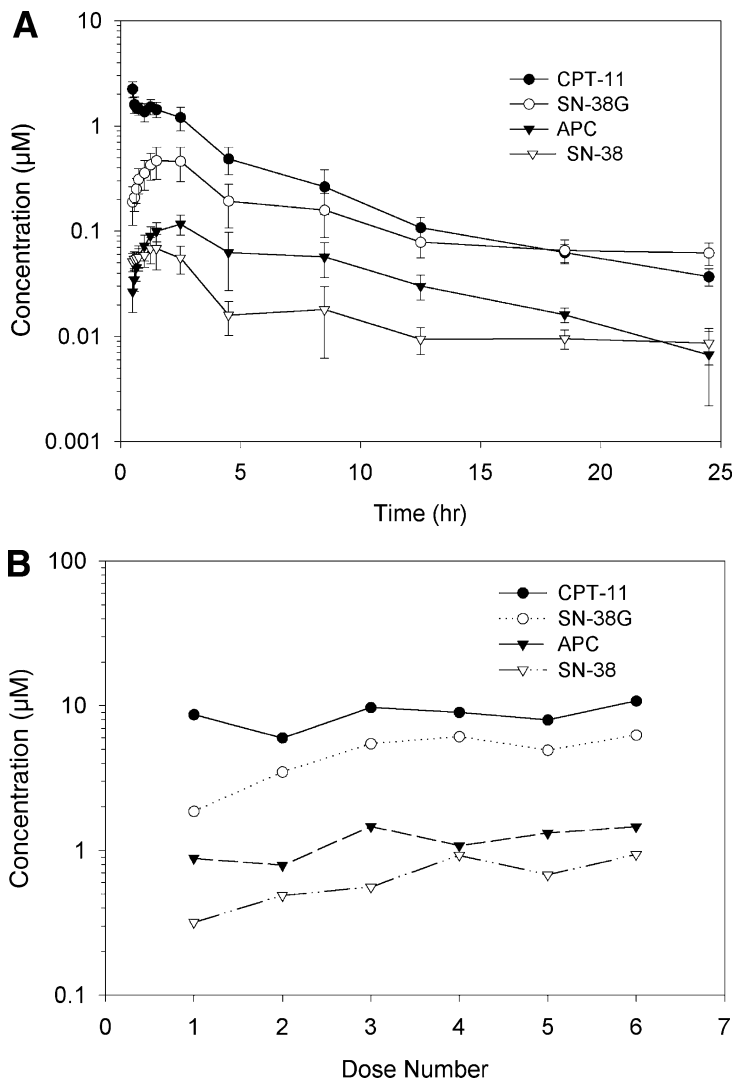 A
10
1
0.1
0.01
0.001
Concentration (µM)
CPT-11
SN-38G
APC
SN-38
0 5 10 15 20 25
Time (hr)
B
100
10
1
0.1
Concentration (µM)
CPT-11
SN-38G
APC
SN-38
0 1 2 3 4 5 6 7
Dose Number